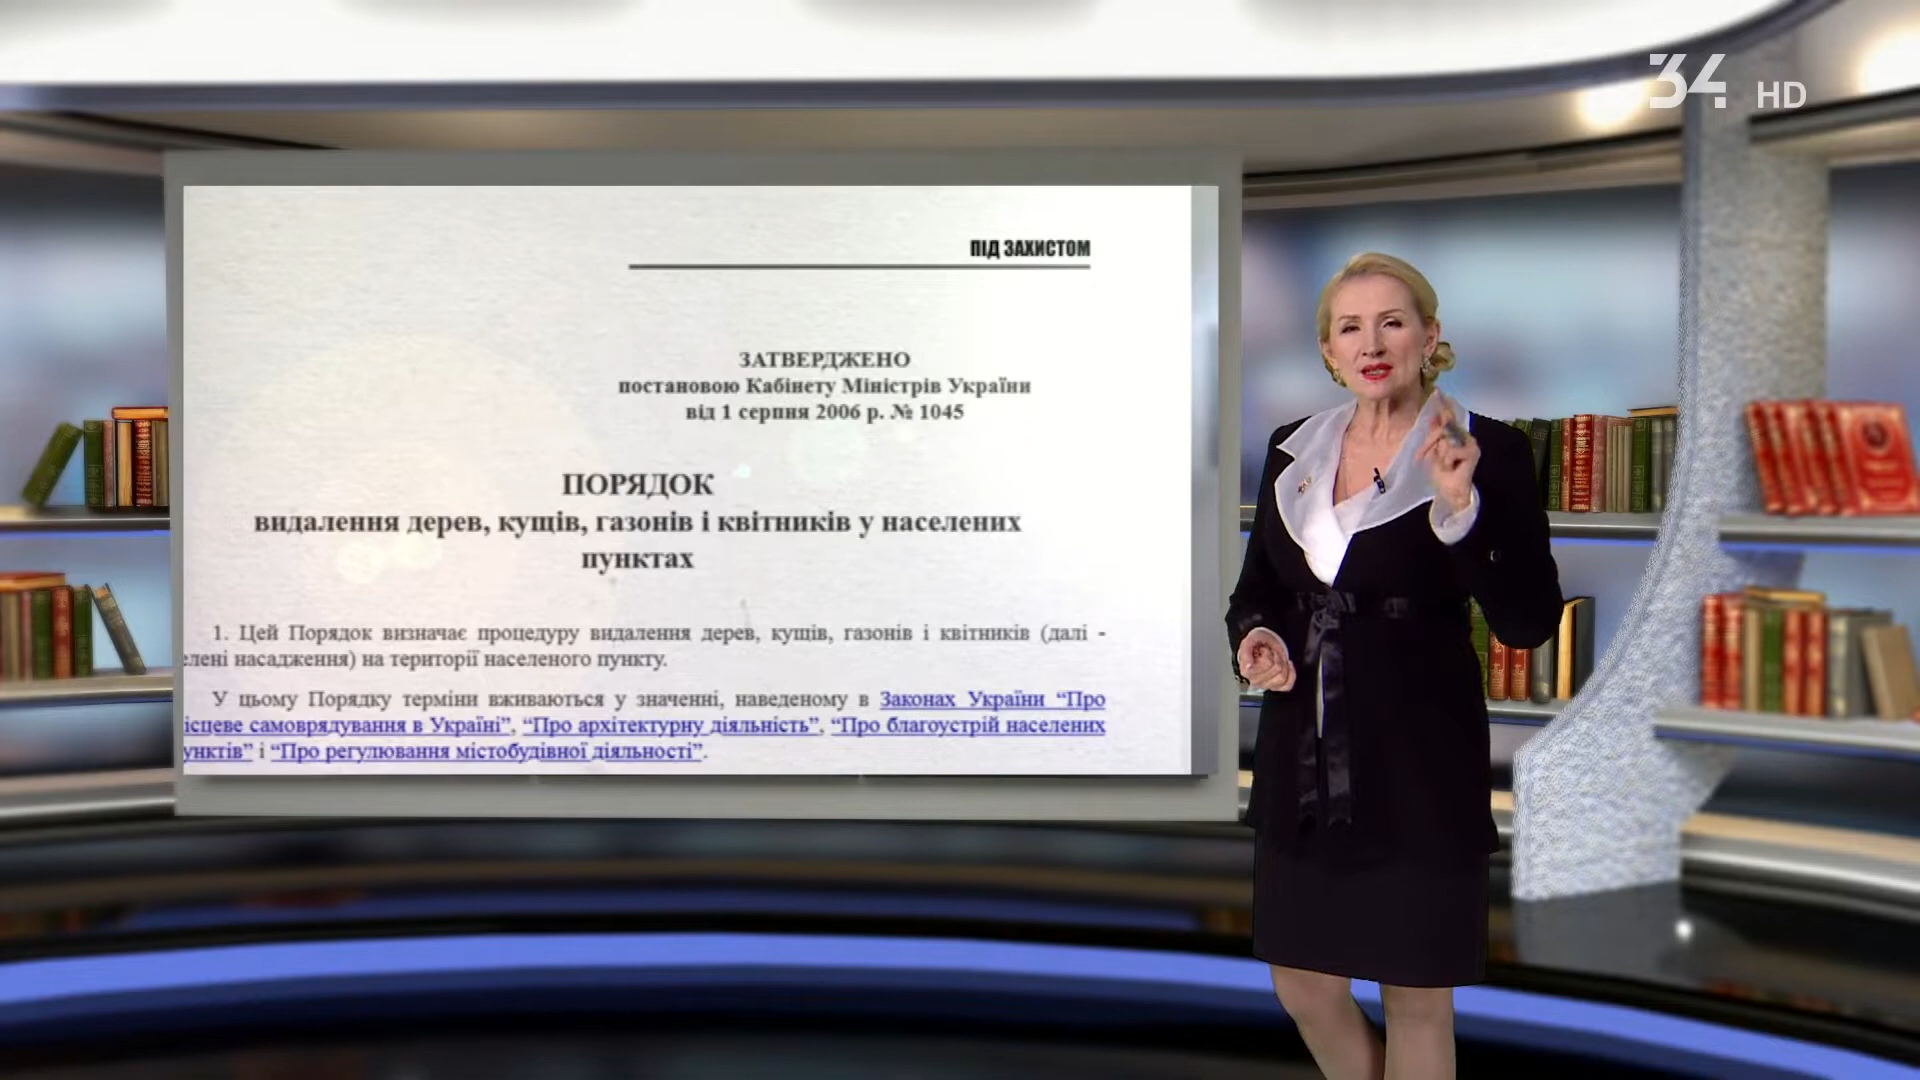 34 HD
ПІД ЗАХИСТОМ
ЗАТВЕРДЖЕНО
постановою Кабінету Міністрів України
від 1 серпня 2006 р. № 1045
ПОРЯДОК
видалення дерев, кущів, газонів і квітників у населених
пунктах
1. Цей Порядок визначає процедуру видалення дерев, кущів, газонів і квітників (далі -
елені насадження) на території населеного пункту.
У цьому Порядку терміни вживаються у значенні, наведеному в Законах України “Про
ісцеве самоврядування в Україні”, “Про архітектурну діяльність”, “Про благоустрій населених
унктів” і “Про регулювання містобудівної діяльності”.